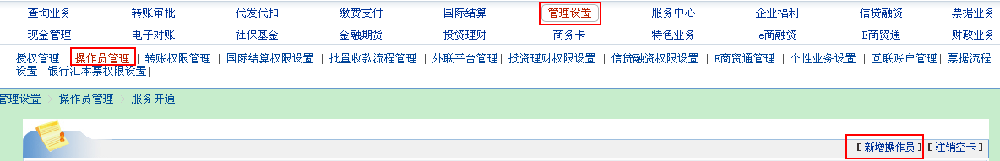 查询业务 转账审批 代发代扣 缴费支付 国际结算 管理设置 服务中心 企业福利 信贷融资 票据业务
现金管理 电子对账 社保基金 金融期货 投资理财 商务卡 特色业务 e商融资 E商贸通 财政业务
授权管理 | 操作员管理 | 转账权限管理 | 国际结算权限设置 | 批量收款流程管理 | 外联平台管理| 投资理财权限设置 | 信贷融资权限设置 | E商贸通管理 | 个性业务设置 | 互联账户管理| 票据流程
设置| 银行汇本票权限设置|
管理设置 > 操作员管理 > 服务开通
[ 新增操作员 ] [ 注销空卡 ]